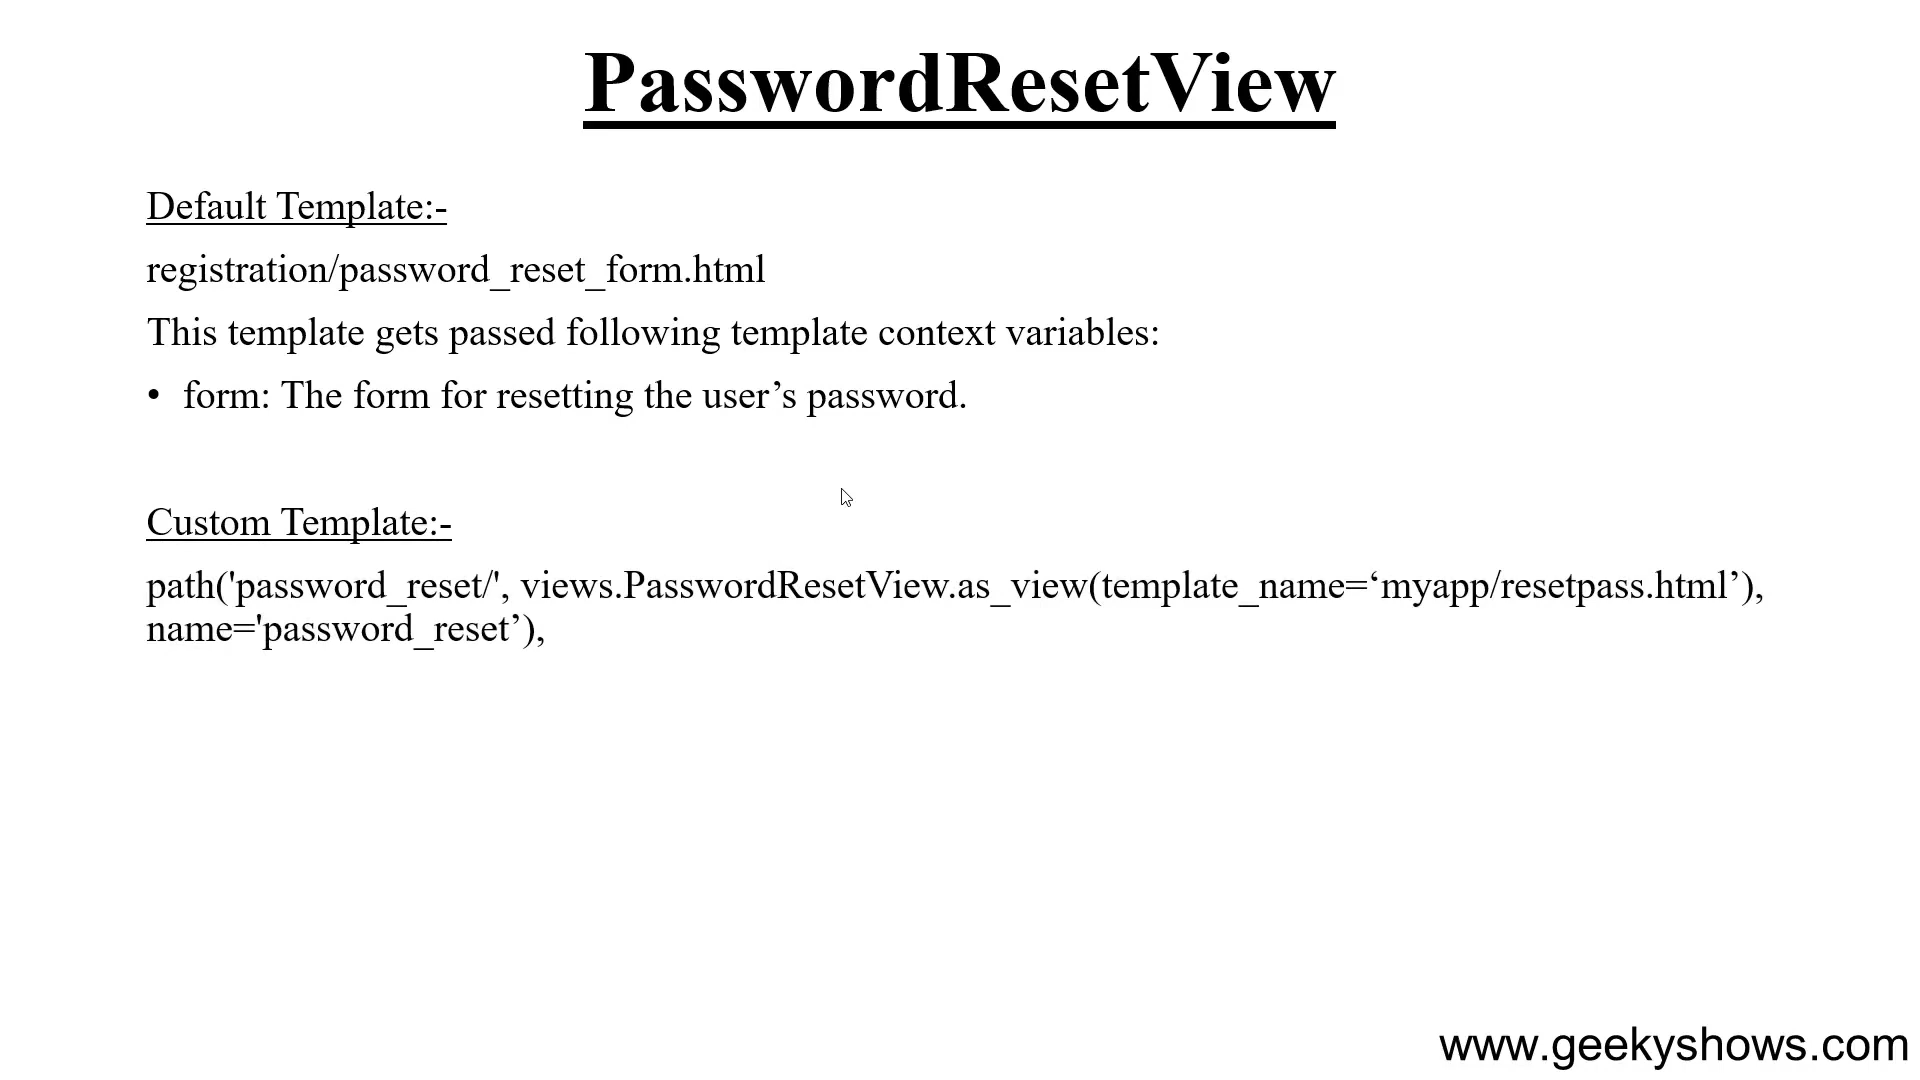 PasswordResetView
Default Template:-
registration/password_reset_form.html
This template gets passed following template context variables:
• form: The form for resetting the user’s password.
Custom Template:-
path('password_reset/', views.PasswordResetView.as_view(template_name=‘myapp/resetpass.html’),
name='password_reset’),
www.geekyshows.com